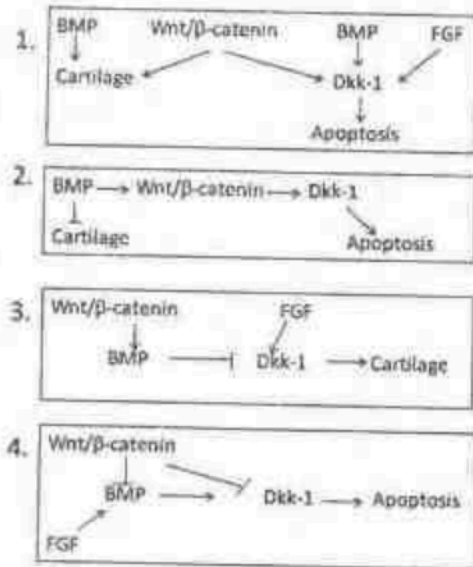 1.
BMP Wnt/β-catenin BMP FGF
Cartilage Dkk-1
Apoptosis
2.
BMP Wnt/β-catenin Dkk-1
Cartilage Apoptosis
3.
Wnt/β-catenin FGF
BMP Dkk-1 Cartilage
4.
Wnt/β-catenin
BMP Dkk-1 Apoptosis
FGF